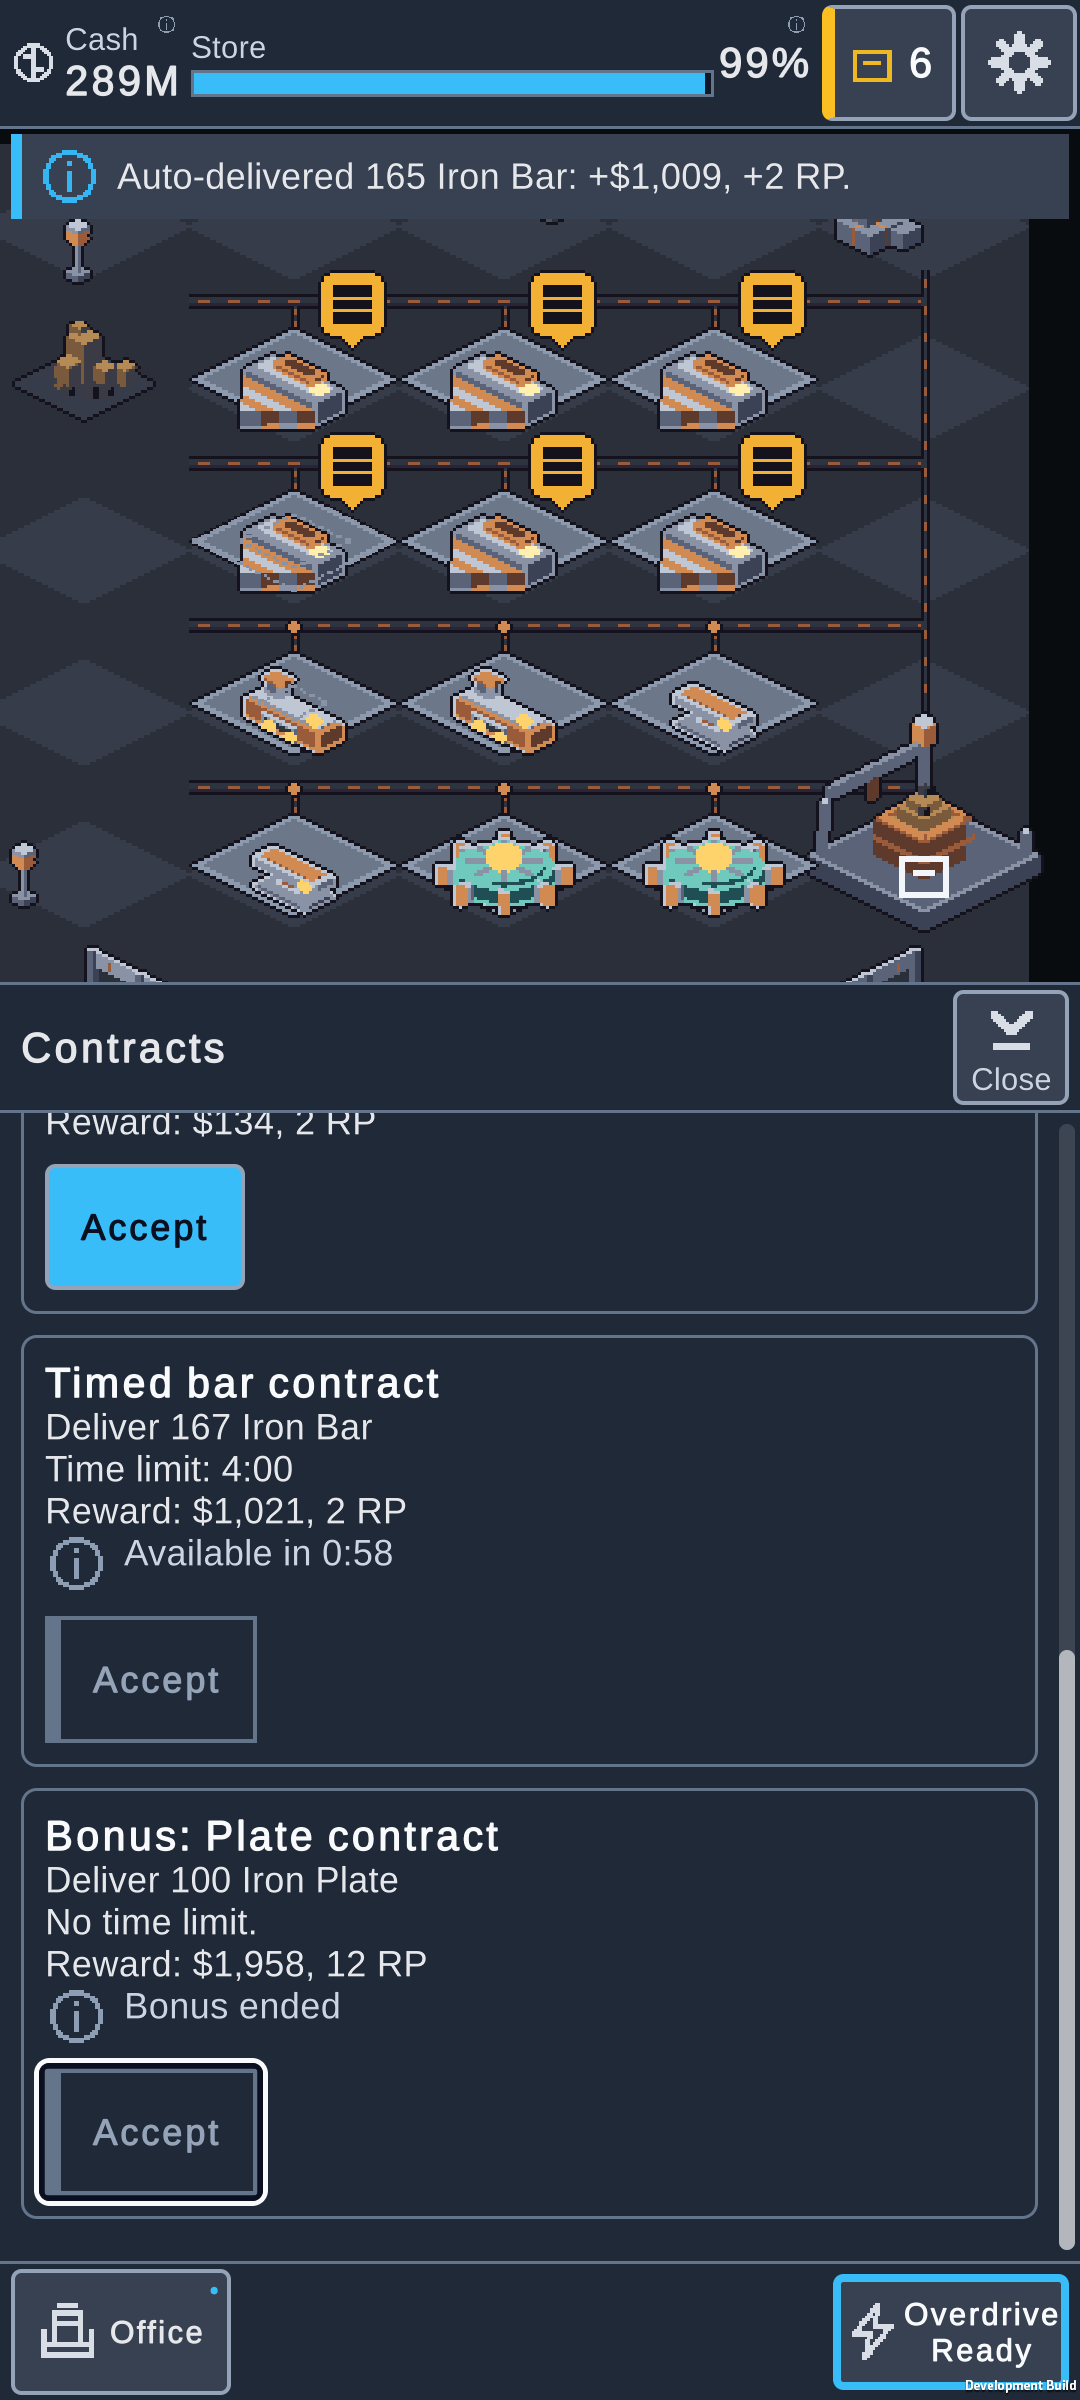 Cash
289M
Store
99%
6
Auto-delivered 165 Iron Bar: +$1,009, +2 RP.
Contracts
Close
Reward: $134, 2 RP
Accept
Timed bar contract
Deliver 167 Iron Bar
Time limit: 4:00
Reward: $1,021, 2 RP
Available in 0:58
Accept
Bonus: Plate contract
Deliver 100 Iron Plate
No time limit.
Reward: $1,958, 12 RP
Bonus ended
Accept
Office
Overdrive
Ready
Development Build